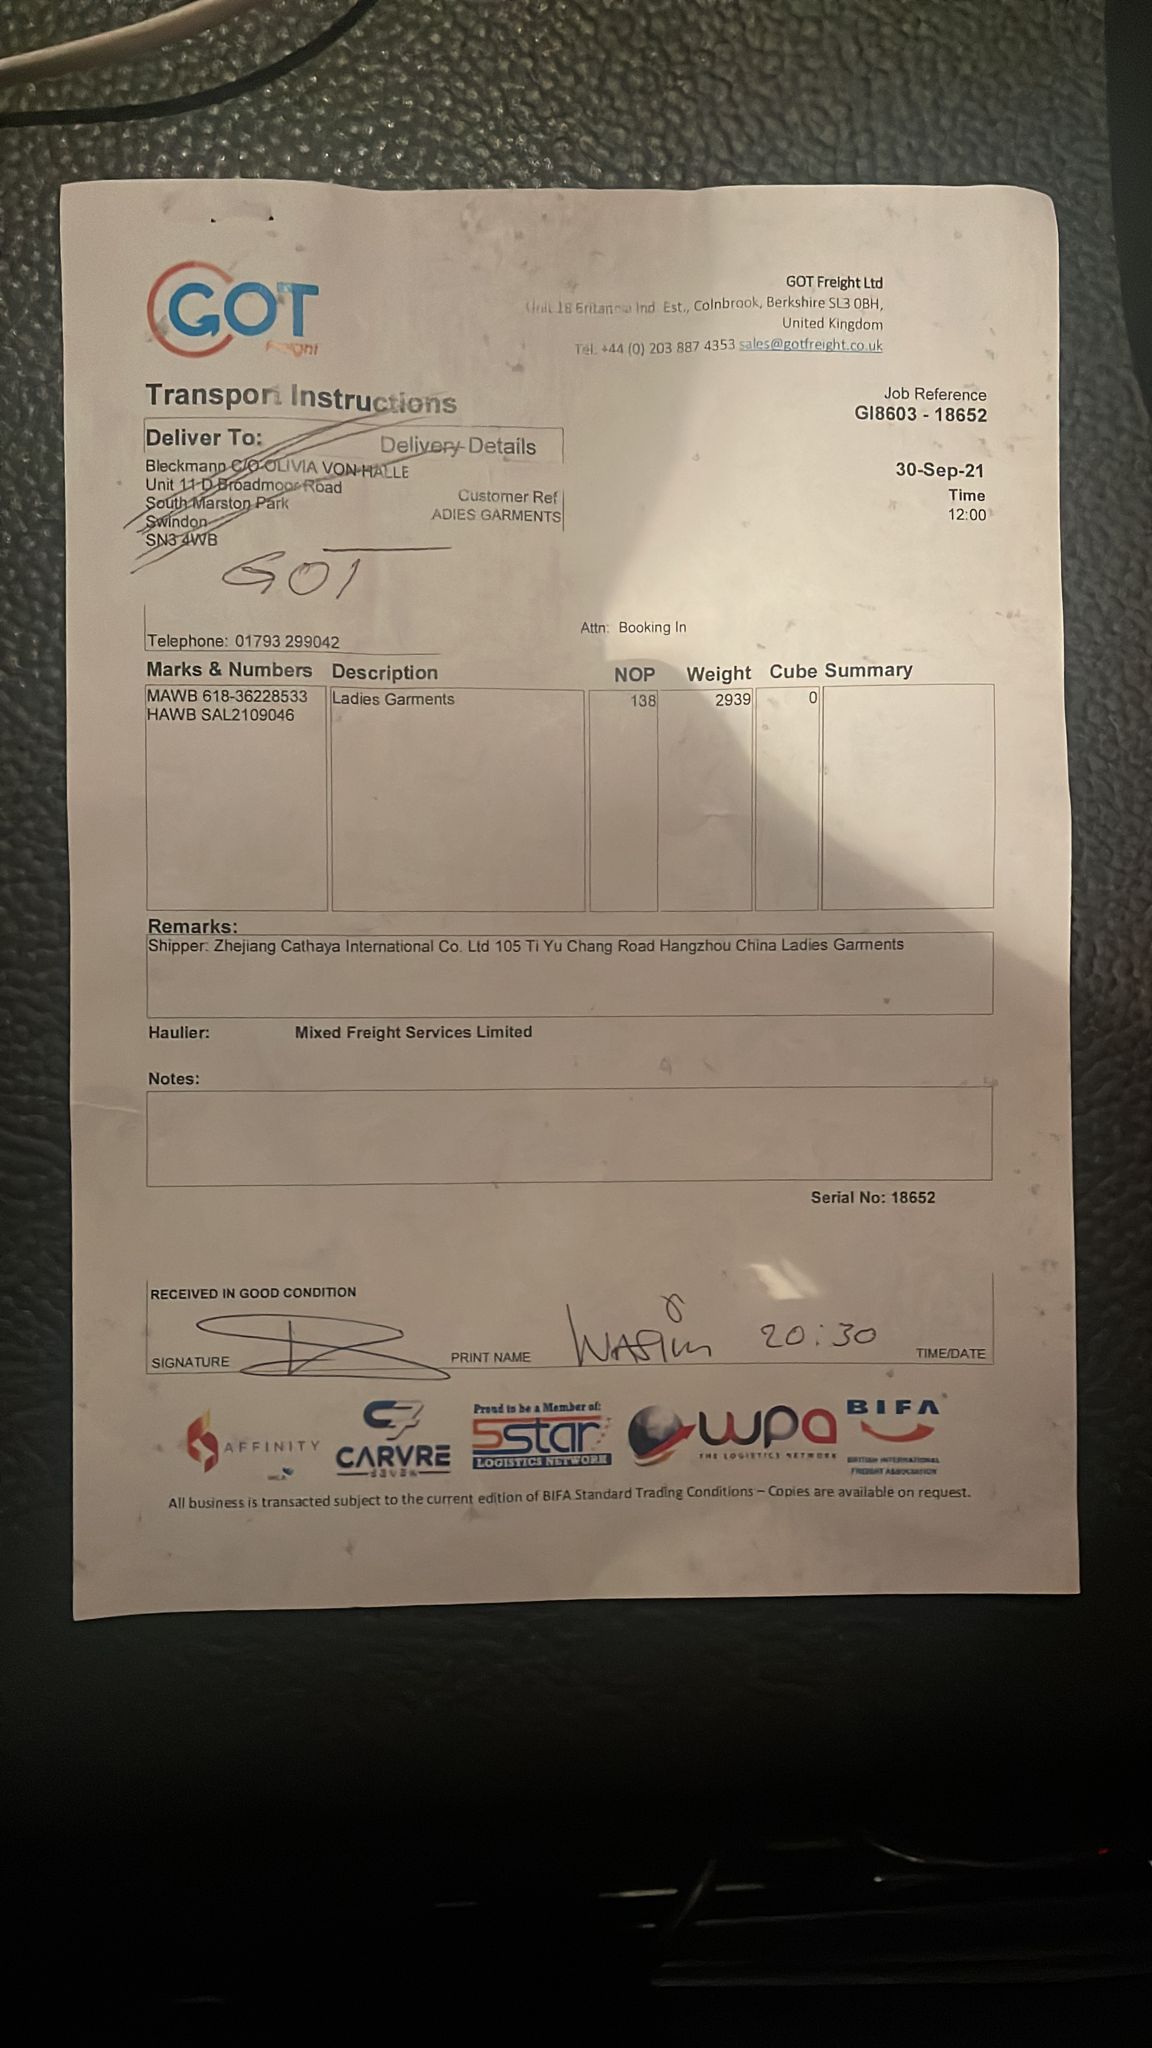 GOT
Freight
GOT Freight Ltd
Unit 18 Britannia Ind. Est., Colnbrook, Berkshire SL3 0BH,
United Kingdom
Tel. +44 (0) 203 887 4353 sales@gotfreight.co.uk
Transport Instructions
Job Reference
GI8603 - 18652
Deliver To:
Delivery Details
Bleckmann C/O OLIVIA VON HALLE
Unit 11 D Broadmoor Road
South Marston Park
Swindon
SN3 4WB
Customer Ref
ADIES GARMENTS
30-Sep-21
Time
12:00
GOT
Telephone: 01793 299042
Attn: Booking In
Marks & Numbers Description NOP Weight Cube Summary
MAWB 618-36228533 Ladies Garments 138 2939 0
HAWB SAL2109046
Remarks:
Shipper: Zhejiang Cathaya International Co. Ltd 105 Ti Yu Chang Road Hangzhou China Ladies Garments
Haulier: Mixed Freight Services Limited
Notes:
Serial No: 18652
RECEIVED IN GOOD CONDITION
SIGNATURE PRINT NAME WASIM 20:30 TIME/DATE
AFFINITY
CARVRE
SEVEN
Proud to be a Member of:
5star
LOGISTICS NETWORK
wpa
THE LOGISTICS NETWORK
BIFA
BRITISH INTERNATIONAL
FREIGHT ASSOCIATION
All business is transacted subject to the current edition of BIFA Standard Trading Conditions – Copies are available on request.